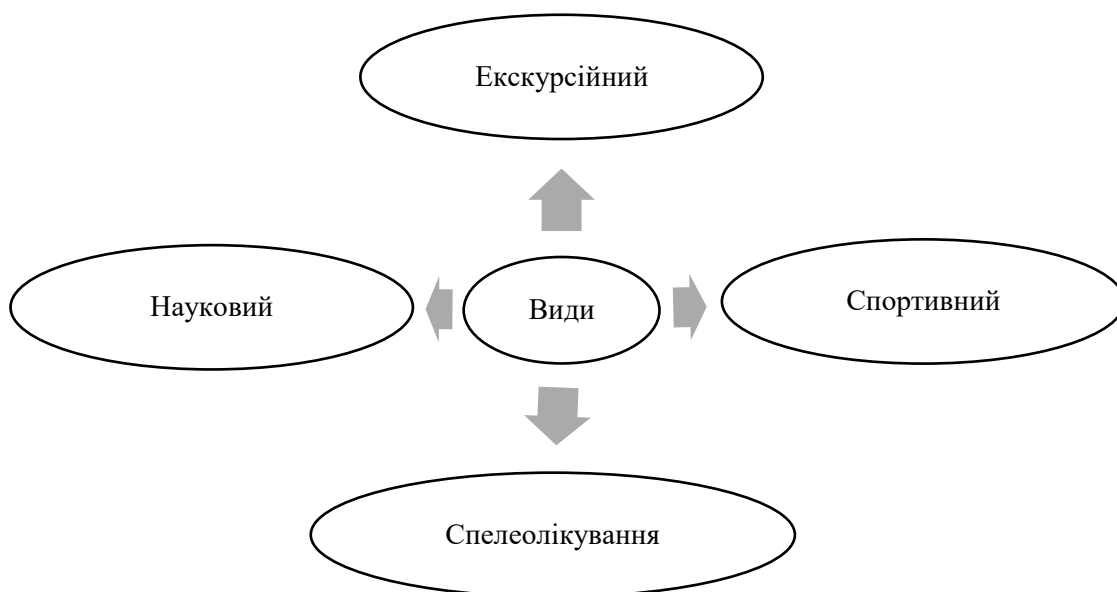 Екскурсійний
Науковий
Види
Спортивний
Спелеолікування